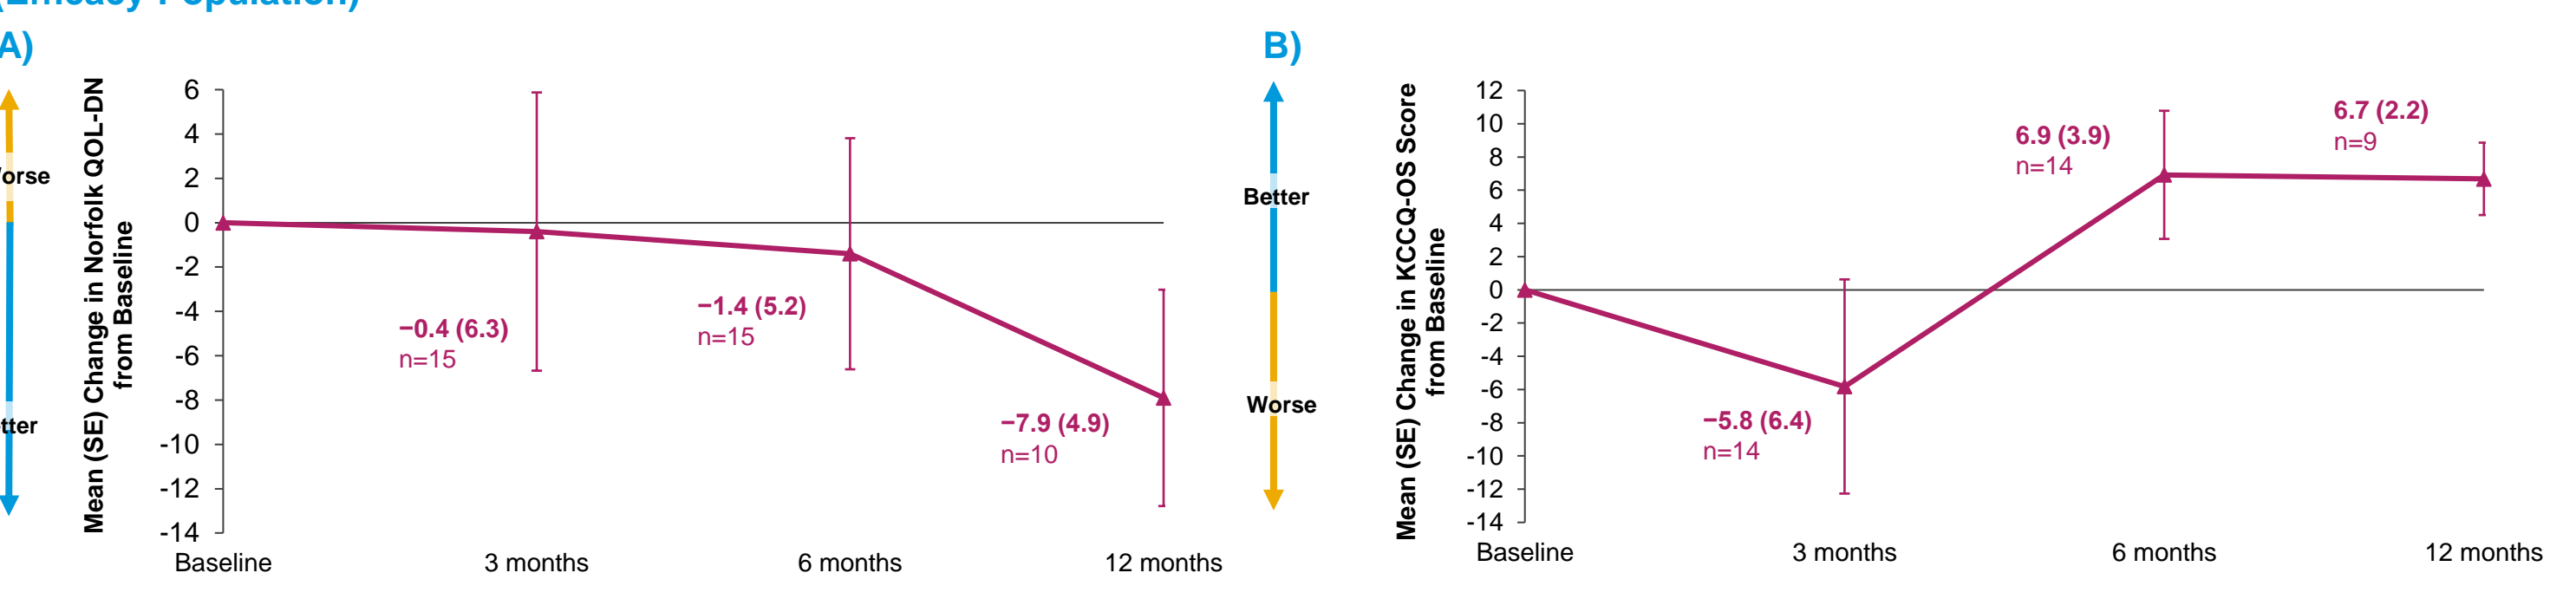 (Efficacy Population)
A)
Worse
Better
Mean (SE) Change in Norfolk QOL-DN
from Baseline
6
4
2
0
-2
-4
-6
-8
-10
-12
-14
−0.4 (6.3)
n=15
−1.4 (5.2)
n=15
−7.9 (4.9)
n=10
Baseline
3 months
6 months
12 months
B)
Better
Worse
Mean (SE) Change in KCCQ-OS Score
from Baseline
12
10
8
6
4
2
0
-2
-4
-6
-8
-10
-12
-14
−5.8 (6.4)
n=14
6.9 (3.9)
n=14
6.7 (2.2)
n=9
Baseline
3 months
6 months
12 months